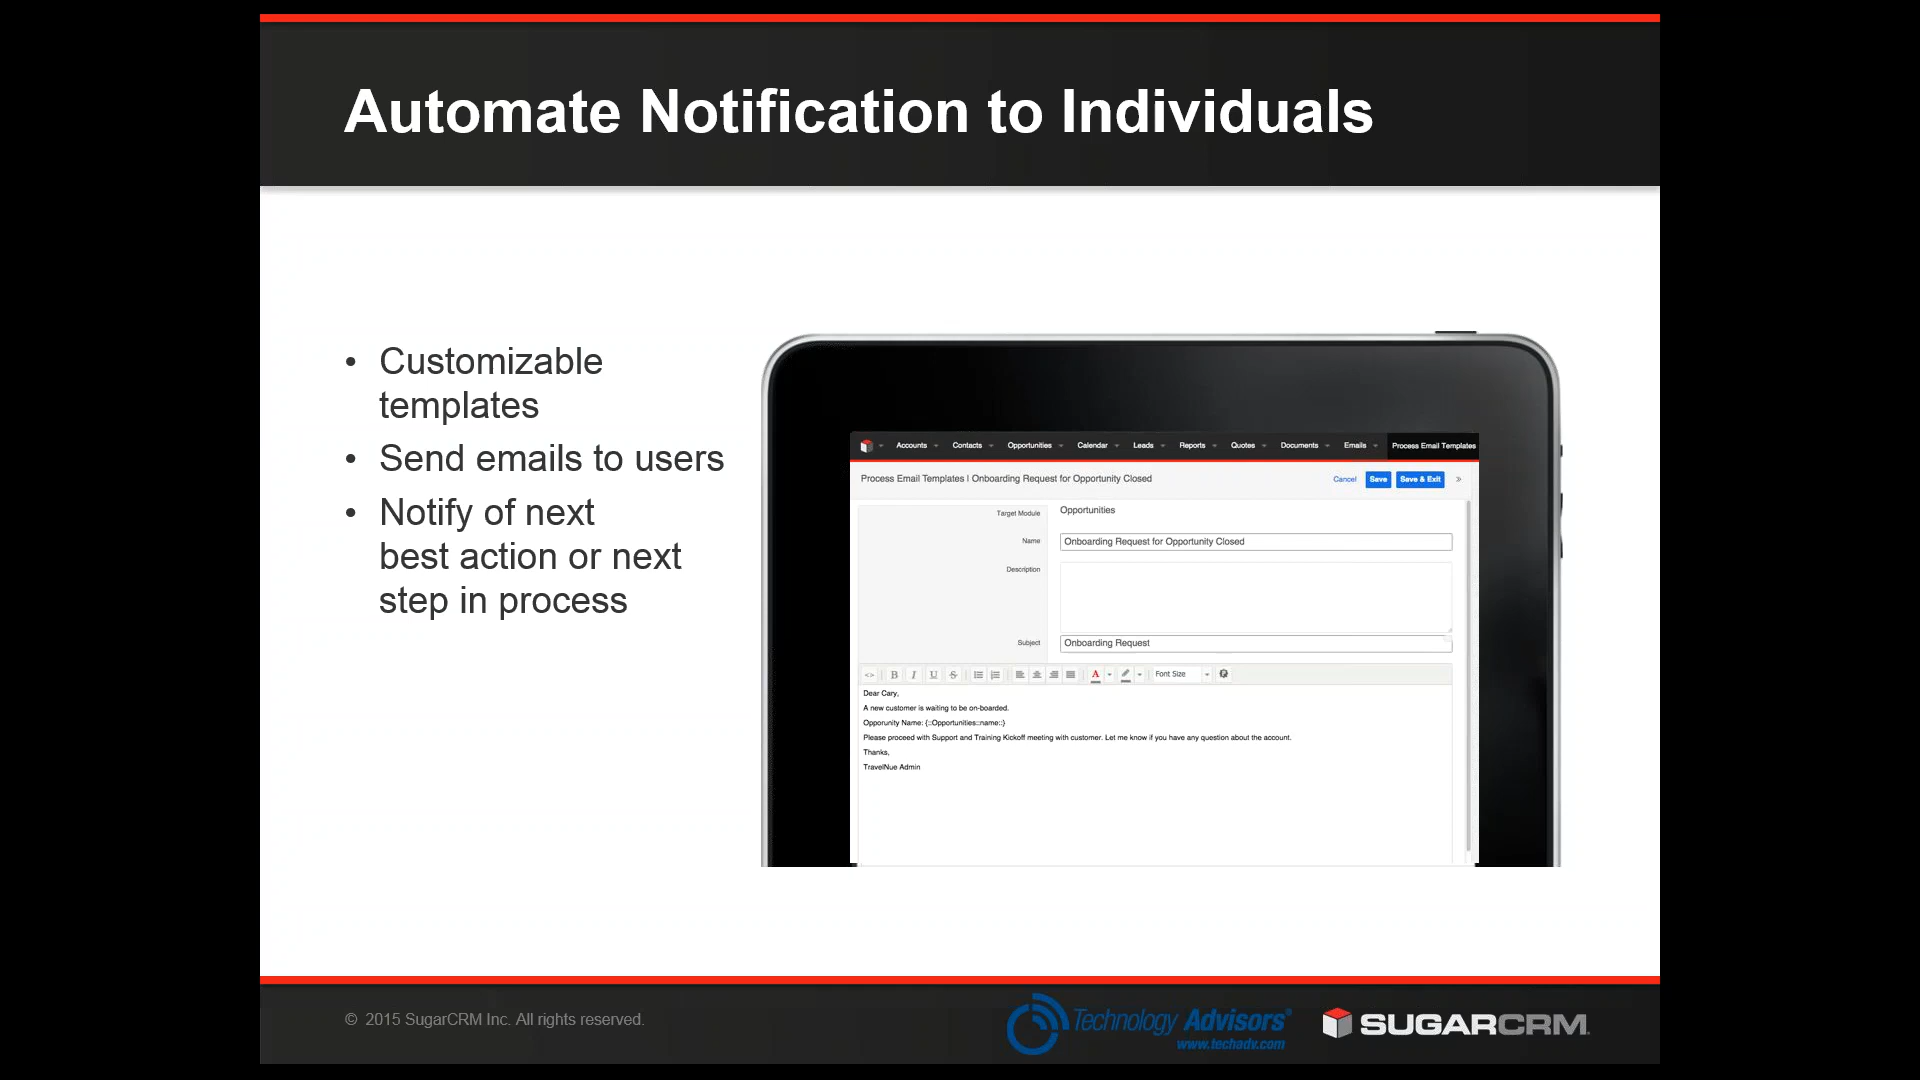 Automate Notification to Individuals
• Customizable
templates
• Send emails to users
• Notify of next
best action or next
step in process
Accounts Contacts Opportunities Calendar Leads Reports Quotes Documents Emails Process Email Templates
Process Email Templates | Onboarding Request for Opportunity Closed Cancel Save Save & Exit »
Target Module Opportunities
Name Onboarding Request for Opportunity Closed
Description
Subject Onboarding Request
<> B I U S A Font Size
Dear Cary,
A new customer is waiting to be on-boarded.
Opporunity Name: {::Opportunities::name::}
Please proceed with Support and Training Kickoff meeting with customer. Let me know if you have any question about the account.
Thanks,
TravelNue Admin
© 2015 SugarCRM Inc. All rights reserved.
Technology Advisors®
www.techadv.com
SUGARCRM